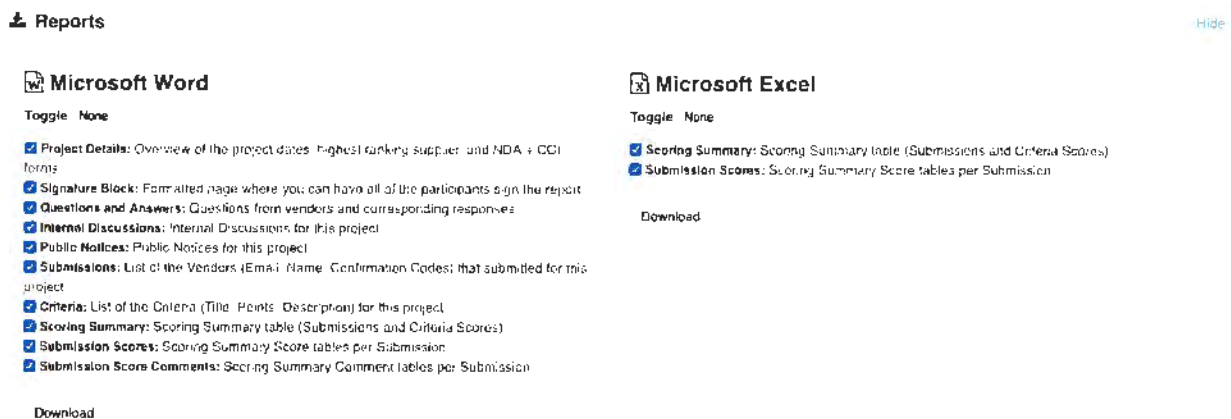 Reports
Hide
Microsoft Word
Toggle None
Project Details: Overview of the project dates, highest ranking supplier, and NDA + COI
forms
Signature Block: Formatted page where you can have all of the participants sign the report
Questions and Answers: Questions from vendors and corresponding responses
Internal Discussions: Internal Discussions for this project
Public Notices: Public Notices for this project
Submissions: List of the Vendors (Email, Name, Confirmation Codes) that submitted for this
project
Criteria: List of the Criteria (Title, Points, Description) for this project
Scoring Summary: Scoring Summary table (Submissions and Criteria Scores)
Submission Scores: Scoring Summary Score tables per Submission
Submission Score Comments: Scoring Summary Comment tables per Submission
Download
Microsoft Excel
Toggle None
Scoring Summary: Scoring Summary table (Submissions and Criteria Scores)
Submission Scores: Scoring Summary Score tables per Submission
Download